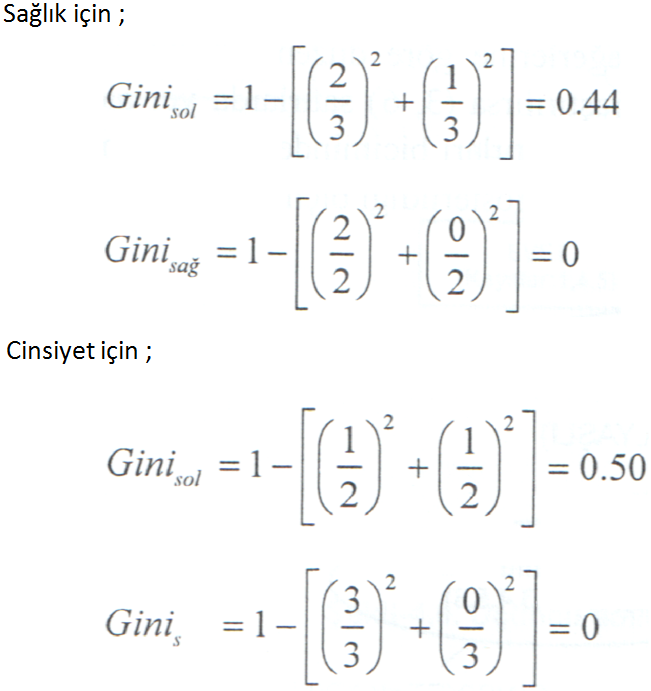 Sağlık için ;
Gini_sol = 1 − [(2/3)^2 + (1/3)^2] = 0.44
Gini_sağ = 1 − [(2/2)^2 + (0/2)^2] = 0
Cinsiyet için ;
Gini_sol = 1 − [(1/2)^2 + (1/2)^2] = 0.50
Gini_s = 1 − [(3/3)^2 + (0/3)^2] = 0